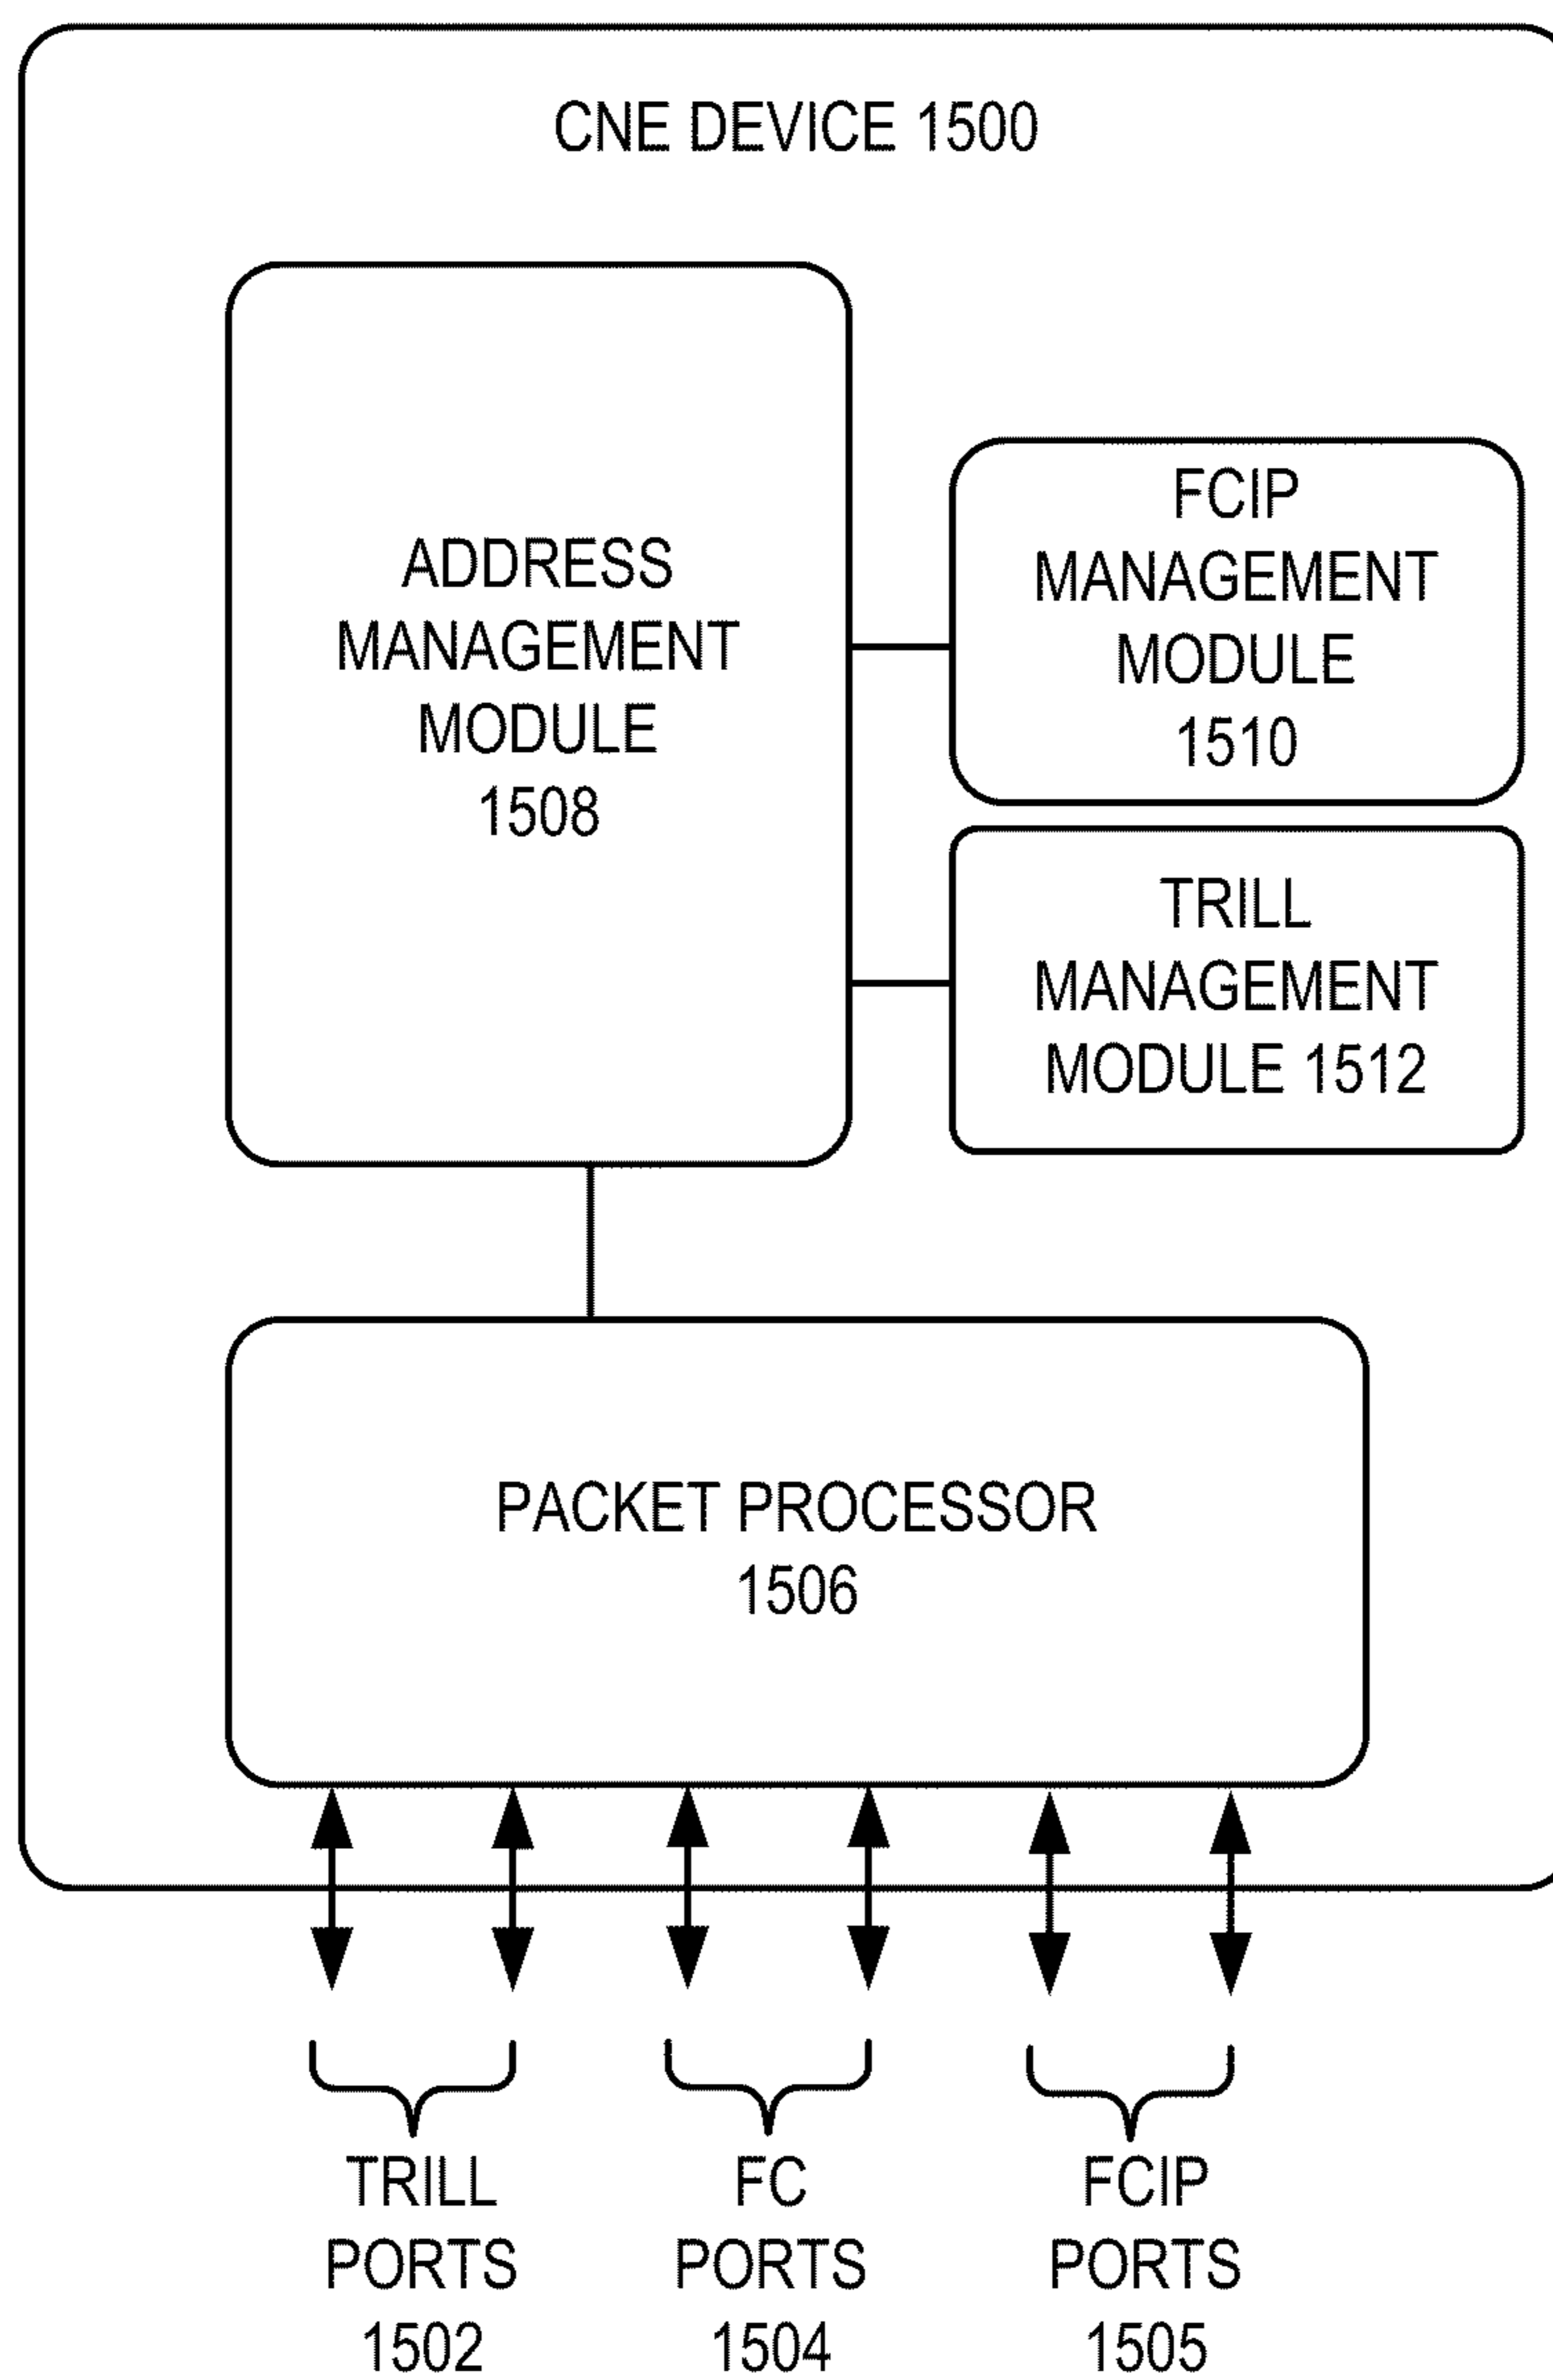 CNE DEVICE 1500
ADDRESS
MANAGEMENT
MODULE
1508
FCIP
MANAGEMENT
MODULE
1510
TRILL
MANAGEMENT
MODULE 1512
PACKET PROCESSOR
1506
TRILL
PORTS
1502
FC
PORTS
1504
FCIP
PORTS
1505